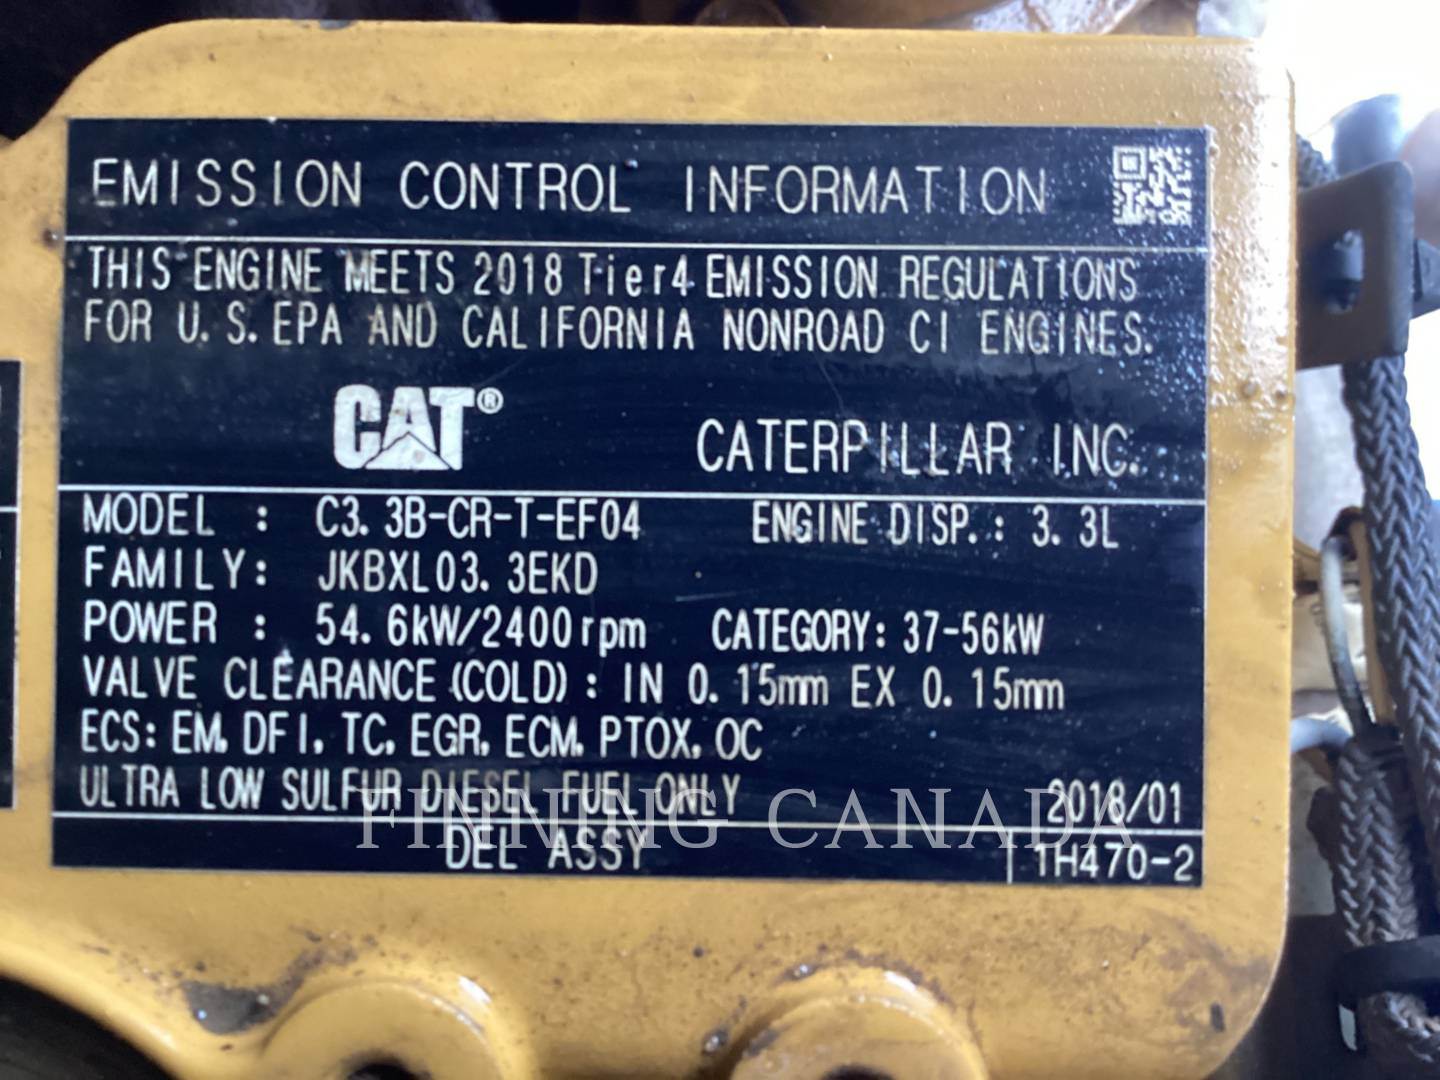 EMISSION CONTROL INFORMATION
THIS ENGINE MEETS 2018 Tier4 EMISSION REGULATIONS
FOR U.S.EPA AND CALIFORNIA NONROAD CI ENGINES.
CAT® CATERPILLAR INC.
MODEL : C3.3B-CR-T-EF04 ENGINE DISP.: 3.3L
FAMILY: JKBXL03.3EKD
POWER : 54.6kW/2400rpm CATEGORY: 37-56kW
VALVE CLEARANCE (COLD) : IN 0.15mm EX 0.15mm
ECS: EM, DFI, TC, EGR, ECM, PTOX, OC
ULTRA LOW SULFUR DIESEL FUEL ONLY 2018/01
FINNING CANADA
DEL ASSY 1H470-2